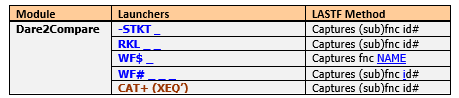 Module Launchers LASTF Method
Dare2Compare -STKT _ Captures (sub)fnc id#
RKL _ _ Captures (sub)fnc id#
WF$ _ Captures fnc NAME
WF# _ _ _ Captures (sub)fnc id#
CAT+ (XEQ’) Captures (sub)fnc id#